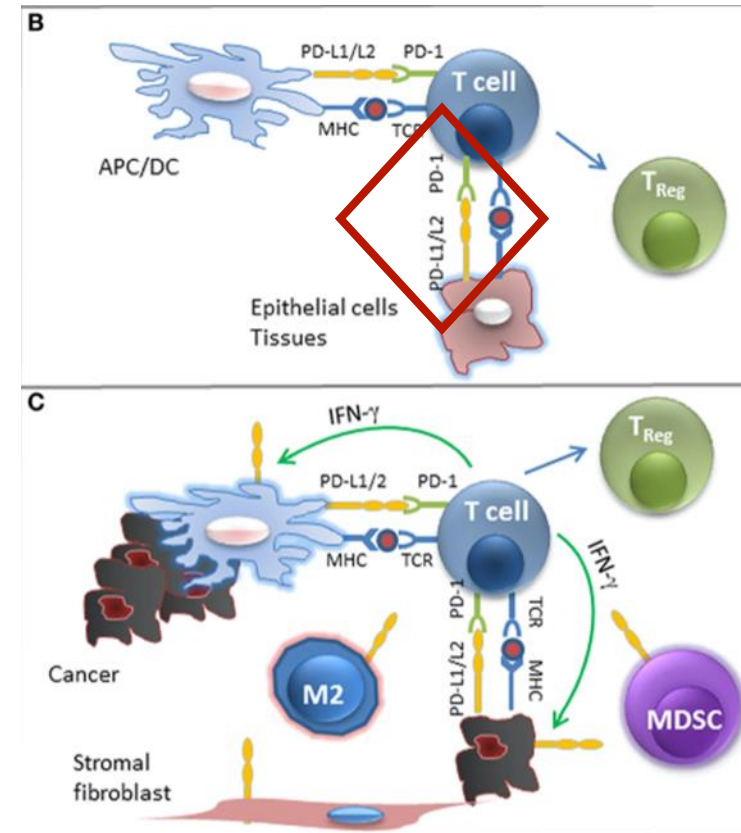 B
PD-L1/L2
PD-1
T cell
MHC
TCR
APC/DC
PD-1
PD-L1/L2
TReg
Epithelial cells
Tissues
C
IFN-γ
TReg
PD-L1/2
PD-1
T cell
MHC
TCR
IFN-γ
PD-1
TCR
PD-L1/L2
MHC
Cancer
M2
MDSC
Stromal
fibroblast